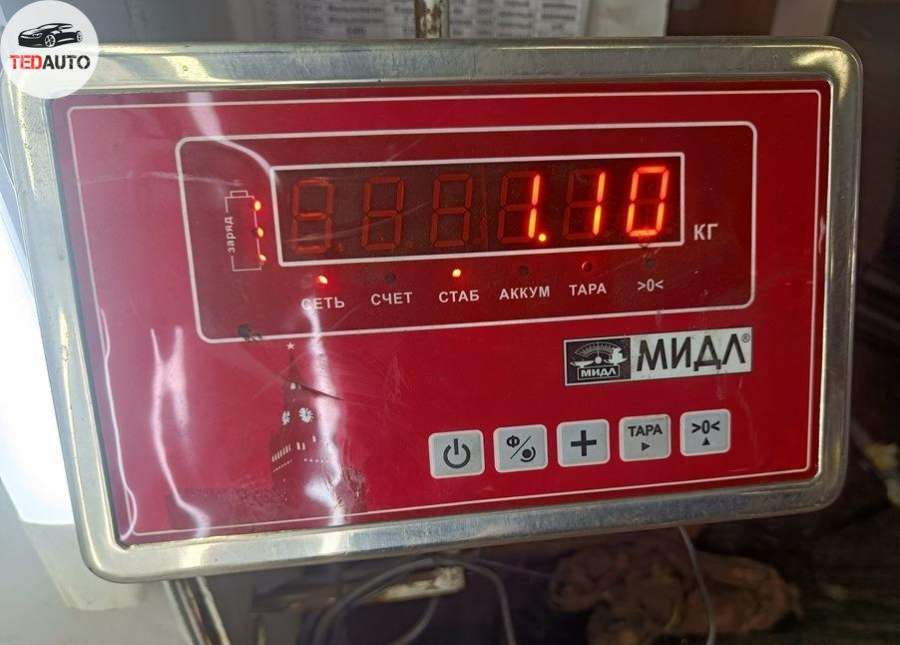 TEDAUTO
1.10
КГ
заряд
СЕТЬ СЧЕТ СТАБ АККУМ ТАРА >0<
МИДЛ
МИДЛ®
Ф/ + ТАРА >0<